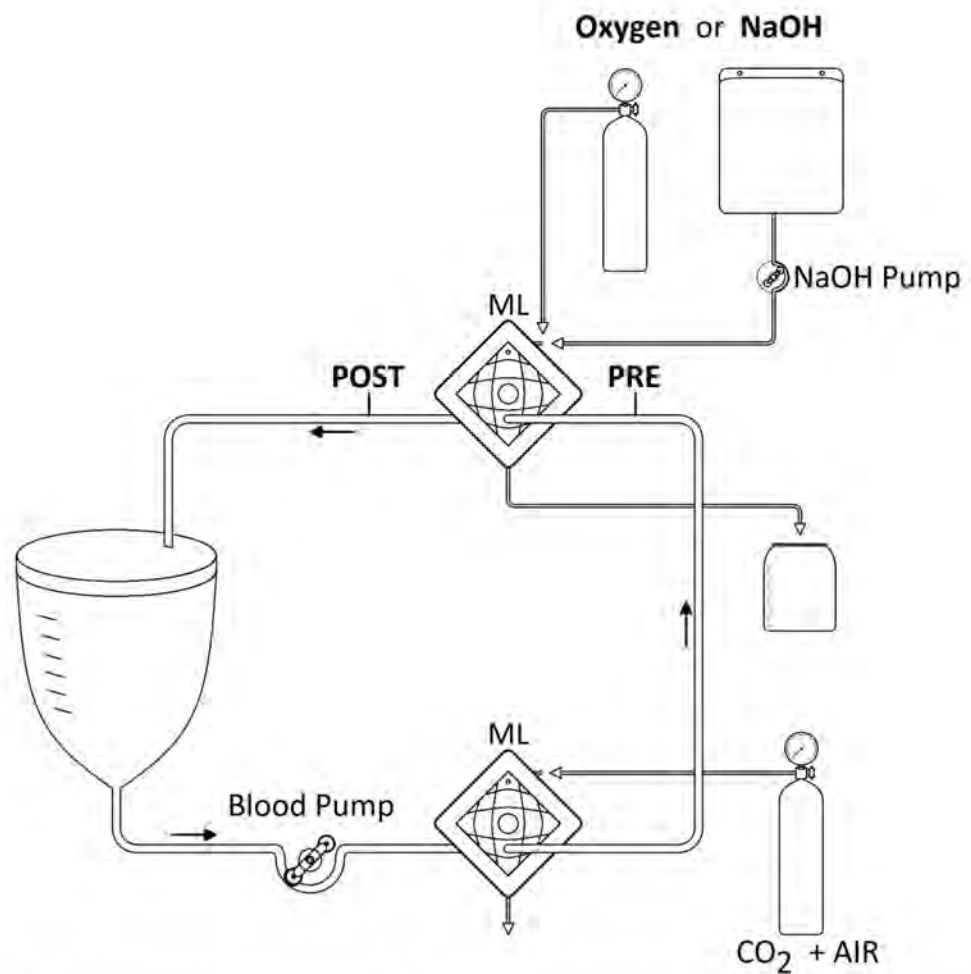 Oxygen or NaOH
NaOH Pump
ML
POST
PRE
ML
Blood Pump
CO2 + AIR